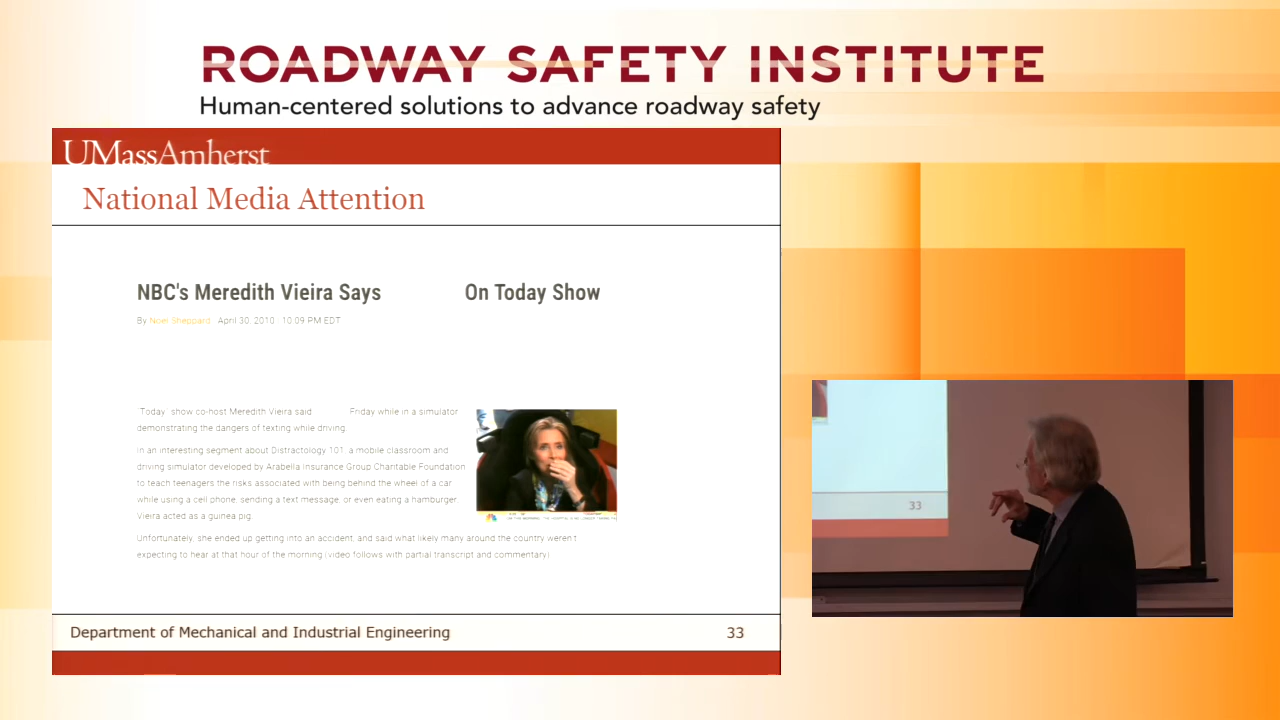 ROADWAY SAFETY INSTITUTE
Human-centered solutions to advance roadway safety
UMassAmherst
National Media Attention
NBC's Meredith Vieira Says On Today Show
By Noel Sheppard April 30, 2010 10:09 PM EDT
'Today' show co-host Meredith Vieira said Friday while in a simulator
demonstrating the dangers of texting while driving.
In an interesting segment about Distractology 101, a mobile classroom and
driving simulator developed by Arabella Insurance Group Charitable Foundation
to teach teenagers the risks associated with being behind the wheel of a car
while using a cell phone, sending a text message, or even eating a hamburger,
Vieira acted as a guinea pig.
Unfortunately, she ended up getting into an accident, and said what likely many around the country weren't
expecting to hear at that hour of the morning (video follows with partial transcript and commentary)
Department of Mechanical and Industrial Engineering 33
33